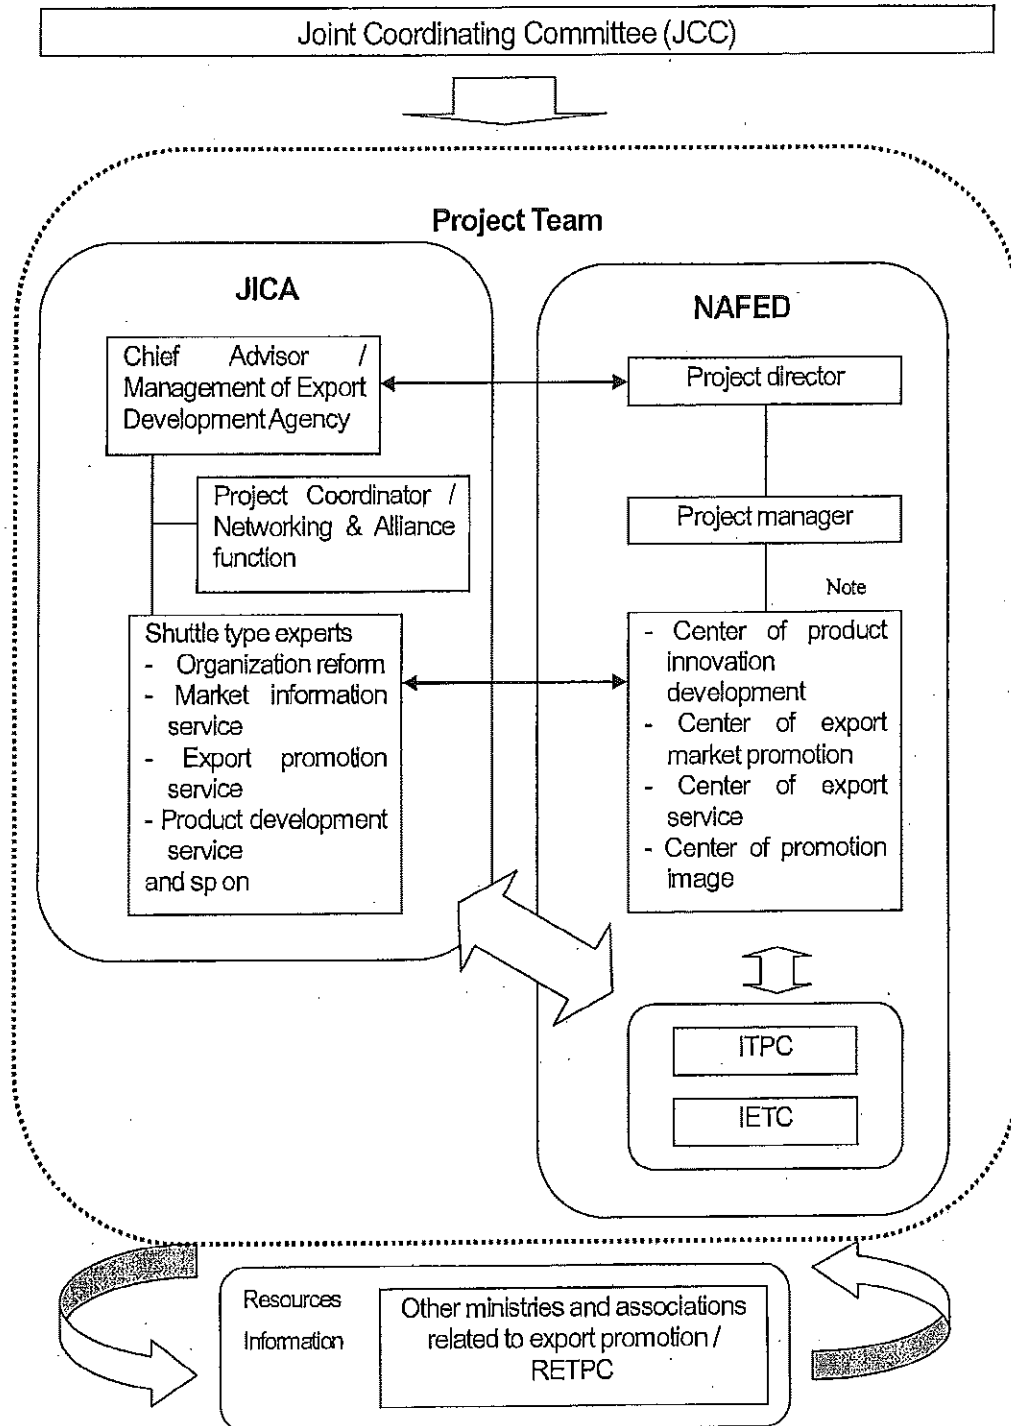 Joint Coordinating Committee (JCC)
Project Team
JICA
Chief Advisor /
Management of Export
Development Agency
Project Coordinator /
Networking & Alliance
function
Shuttle type experts
- Organization reform
- Market information
service
- Export promotion
service
- Product development
service
and sp on
NAFED
Project director
Project manager
Note
- Center of product
innovation
development
- Center of export
market promotion
- Center of export
service
- Center of promotion
image
ITPC
IETC
Resources
Information
Other ministries and associations
related to export promotion /
RETPC